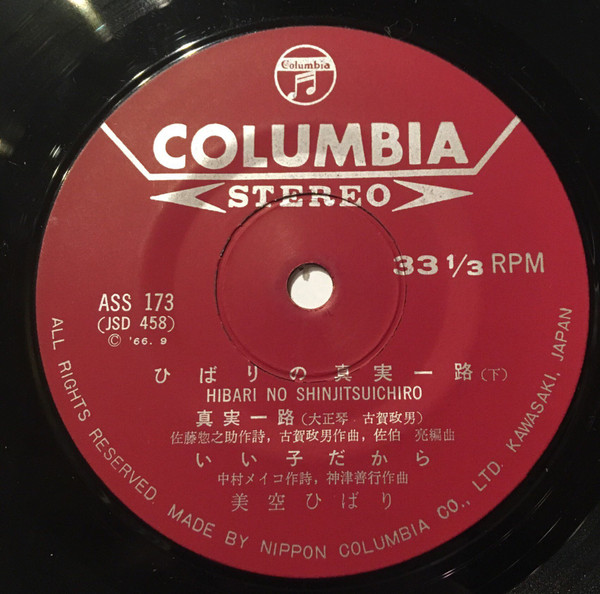 Columbia
COLUMBIA
STEREO
33 1/3 RPM
ASS 173
(JSD 458)
© '66. 9
ひばりの真実一路(下)
HIBARI NO SHINJITSUICHIRO
真実一路(大正琴 古賀政男)
佐藤惣之助作詩, 古賀政男作曲, 佐伯 亮編曲
いい子だから
中村メイコ作詩, 神津善行作曲
美空ひばり
ALL RIGHTS RESERVED. MADE BY NIPPON COLUMBIA CO., LTD. KAWASAKI, JAPAN